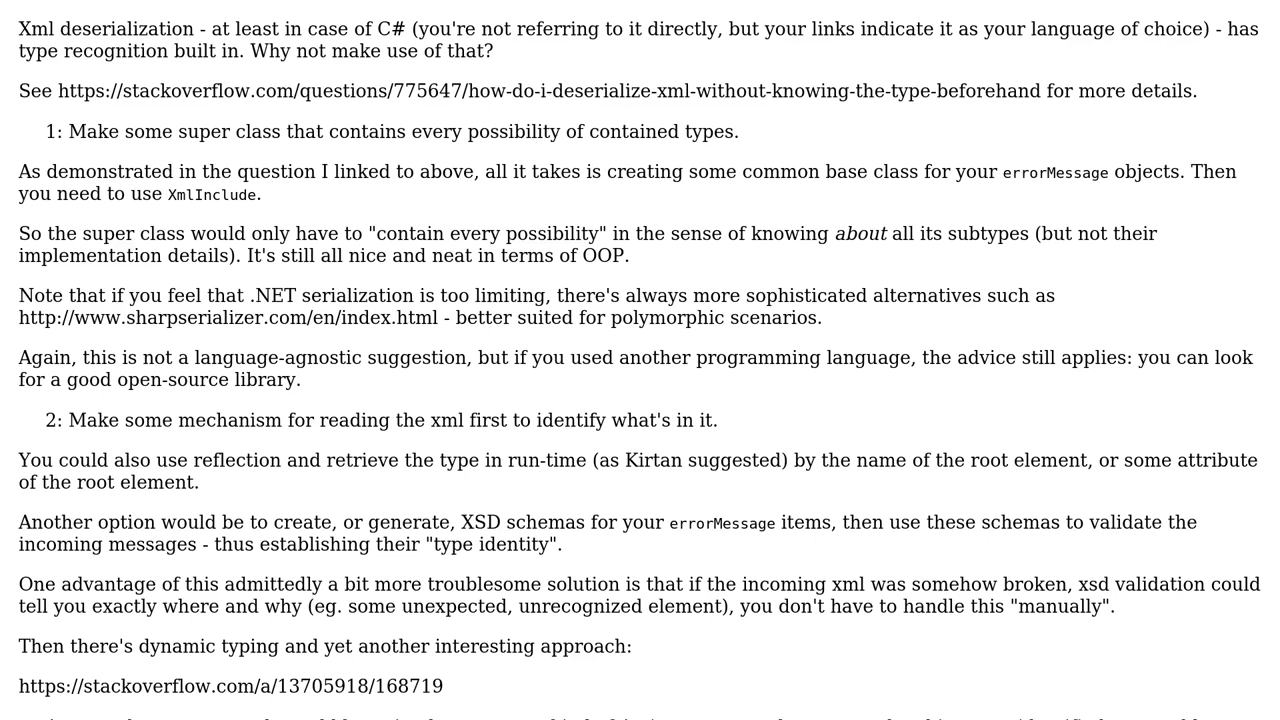 Xml deserialization - at least in case of C# (you're not referring to it directly, but your links indicate it as your language of choice) - has
type recognition built in. Why not make use of that?
See https://stackoverflow.com/questions/775647/how-do-i-deserialize-xml-without-knowing-the-type-beforehand for more details.
1: Make some super class that contains every possibility of contained types.
As demonstrated in the question I linked to above, all it takes is creating some common base class for your errorMessage objects. Then
you need to use XmlInclude.
So the super class would only have to "contain every possibility" in the sense of knowing about all its subtypes (but not their
implementation details). It's still all nice and neat in terms of OOP.
Note that if you feel that .NET serialization is too limiting, there's always more sophisticated alternatives such as
http://www.sharpserializer.com/en/index.html - better suited for polymorphic scenarios.
Again, this is not a language-agnostic suggestion, but if you used another programming language, the advice still applies: you can look
for a good open-source library.
2: Make some mechanism for reading the xml first to identify what's in it.
You could also use reflection and retrieve the type in run-time (as Kirtan suggested) by the name of the root element, or some attribute
of the root element.
Another option would be to create, or generate, XSD schemas for your errorMessage items, then use these schemas to validate the
incoming messages - thus establishing their "type identity".
One advantage of this admittedly a bit more troublesome solution is that if the incoming xml was somehow broken, xsd validation could
tell you exactly where and why (eg. some unexpected, unrecognized element), you don't have to handle this "manually".
Then there's dynamic typing and yet another interesting approach:
https://stackoverflow.com/a/13705918/168719